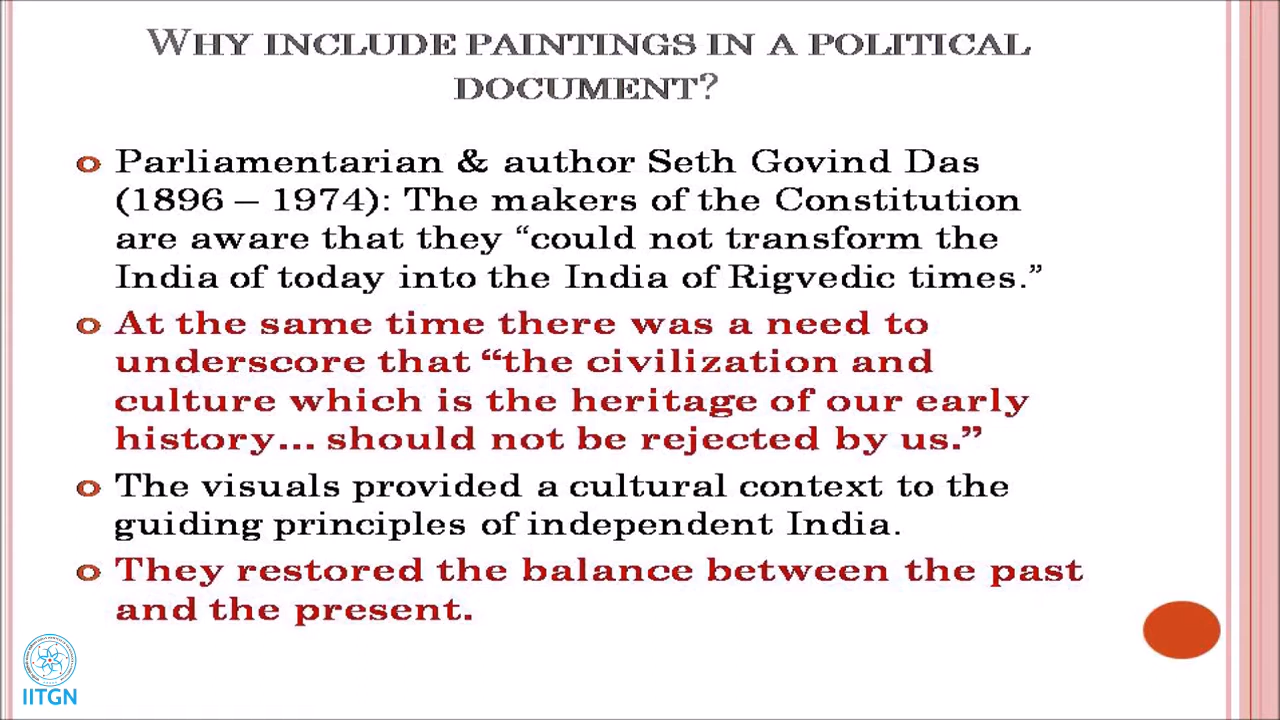 WHY INCLUDE PAINTINGS IN A POLITICAL
DOCUMENT?
Parliamentarian & author Seth Govind Das
(1896 – 1974): The makers of the Constitution
are aware that they “could not transform the
India of today into the India of Rigvedic times.”
At the same time there was a need to
underscore that “the civilization and
culture which is the heritage of our early
history... should not be rejected by us.”
The visuals provided a cultural context to the
guiding principles of independent India.
They restored the balance between the past
and the present.
IITGN